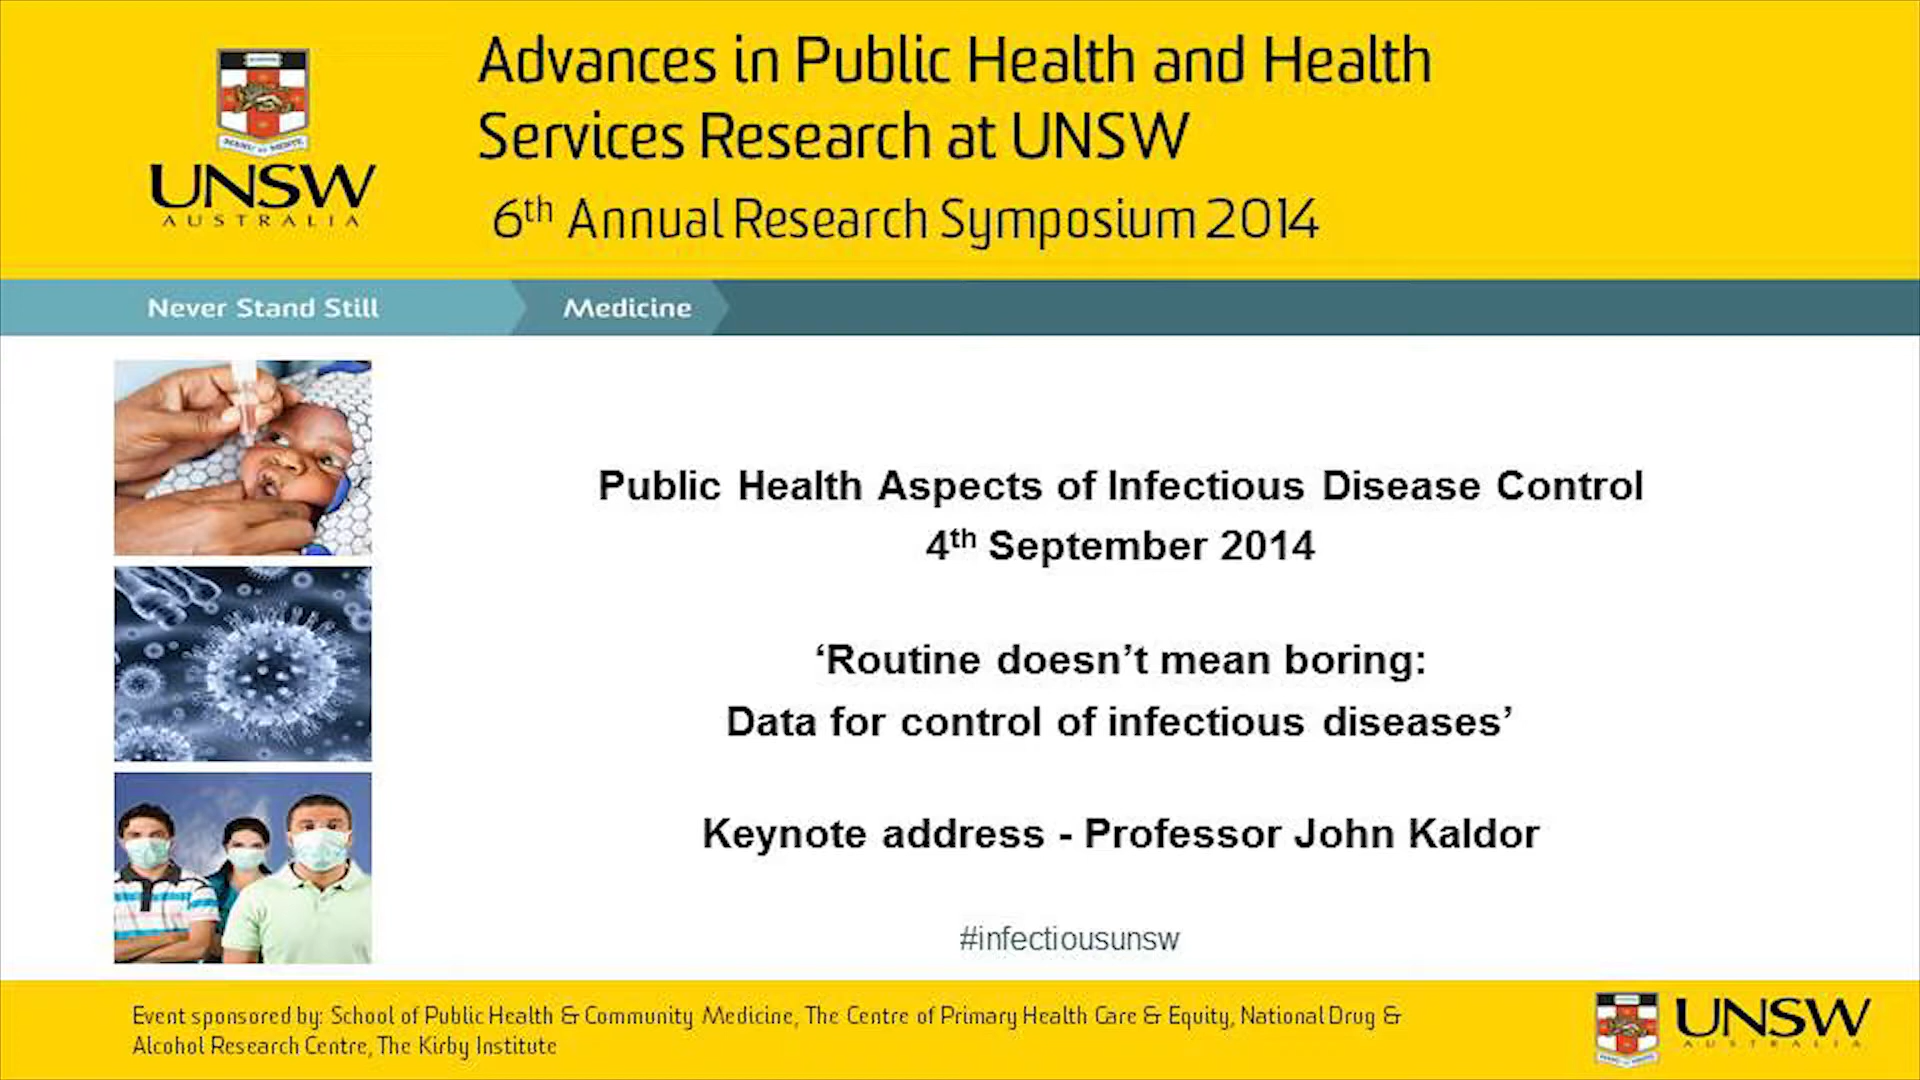 Advances in Public Health and Health
Services Research at UNSW
6th Annual Research Symposium 2014
UNSW
AUSTRALIA
Never Stand Still
Medicine
Public Health Aspects of Infectious Disease Control
4th September 2014
‘Routine doesn’t mean boring:
Data for control of infectious diseases’
Keynote address - Professor John Kaldor
#infectiousunsw
Event sponsored by: School of Public Health & Community Medicine, The Centre of Primary Health Care & Equity, National Drug &
Alcohol Research Centre, The Kirby Institute
UNSW
AUSTRALIA